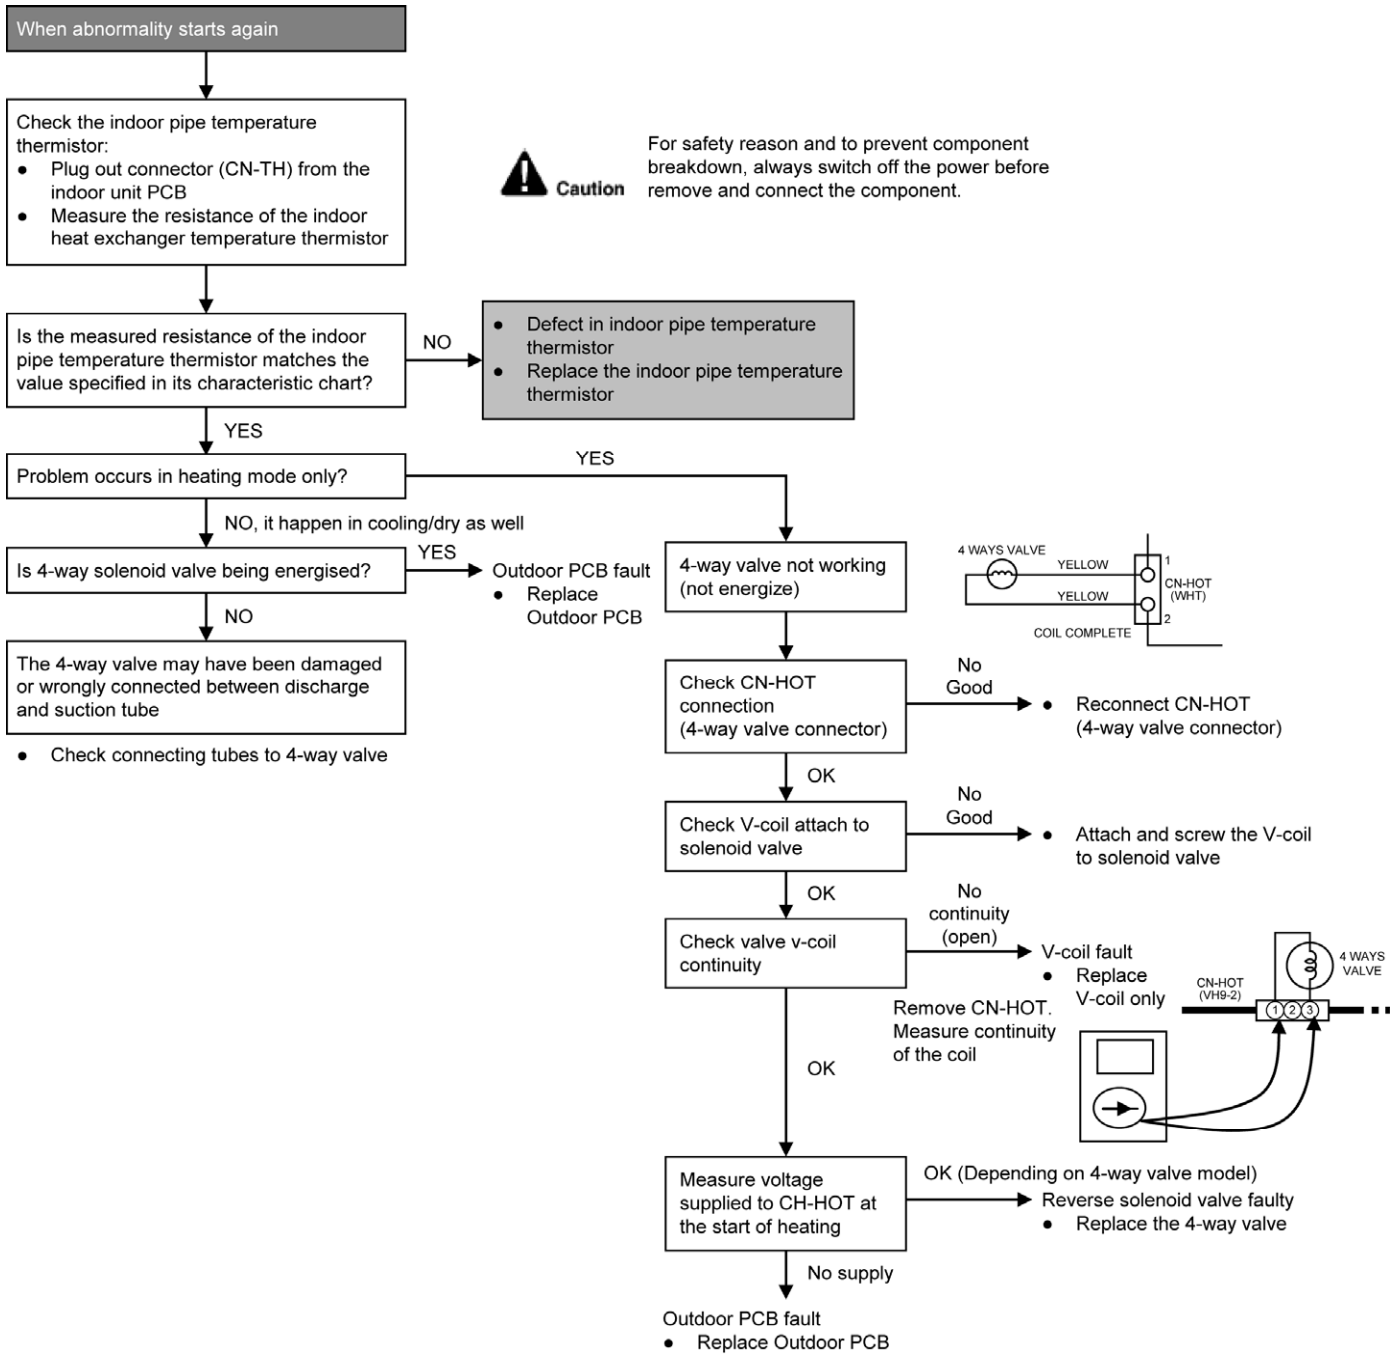 When abnormality starts again
Check the indoor pipe temperature
thermistor:
● Plug out connector (CN-TH) from the
indoor unit PCB
● Measure the resistance of the indoor
heat exchanger temperature thermistor
Caution
For safety reason and to prevent component
breakdown, always switch off the power before
remove and connect the component.
Is the measured resistance of the indoor
pipe temperature thermistor matches the
value specified in its characteristic chart?
NO
● Defect in indoor pipe temperature
thermistor
● Replace the indoor pipe temperature
thermistor
YES
Problem occurs in heating mode only?
YES
NO, it happen in cooling/dry as well
Is 4-way solenoid valve being energised?
YES
Outdoor PCB fault
● Replace
Outdoor PCB
NO
The 4-way valve may have been damaged
or wrongly connected between discharge
and suction tube
● Check connecting tubes to 4-way valve
4-way valve not working
(not energize)
4 WAYS VALVE
YELLOW
YELLOW
1
CN-HOT
(WHT)
2
COIL COMPLETE
Check CN-HOT
connection
(4-way valve connector)
No
Good
● Reconnect CN-HOT
(4-way valve connector)
OK
Check V-coil attach to
solenoid valve
No
Good
● Attach and screw the V-coil
to solenoid valve
OK
Check valve v-coil
continuity
No
continuity
(open)
V-coil fault
● Replace
V-coil only
Remove CN-HOT.
Measure continuity
of the coil
4 WAYS
VALVE
CN-HOT
(VH9-2)
1 2 3
OK
Measure voltage
supplied to CH-HOT at
the start of heating
OK (Depending on 4-way valve model)
Reverse solenoid valve faulty
● Replace the 4-way valve
No supply
Outdoor PCB fault
● Replace Outdoor PCB